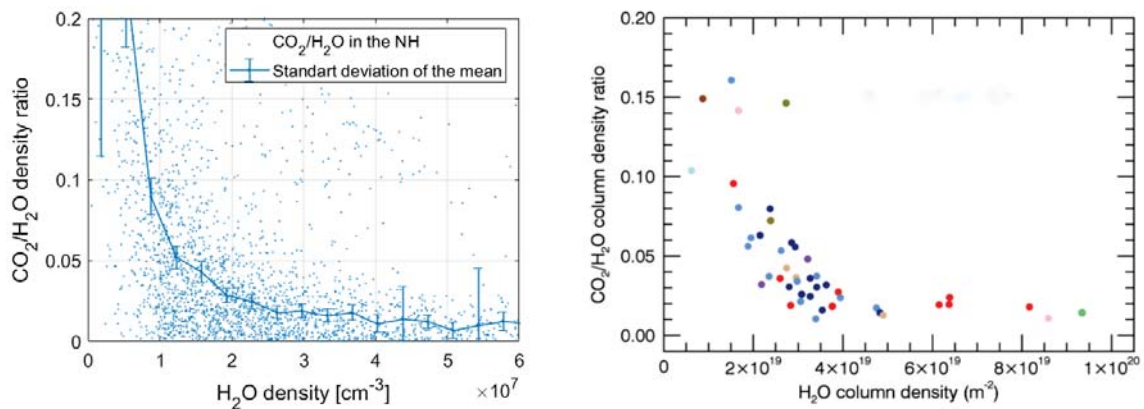 CO2/H2O density ratio
0.2
0.15
0.1
0.05
0
CO2/H2O in the NH
Standart deviation of the mean
0 1 2 3 4 5 6
×10^7
H2O density [cm^-3]
CO2/H2O column density ratio
0.20
0.15
0.10
0.05
0.00
0 2×10^19 4×10^19 6×10^19 8×10^19 1×10^20
H2O column density (m^-2)